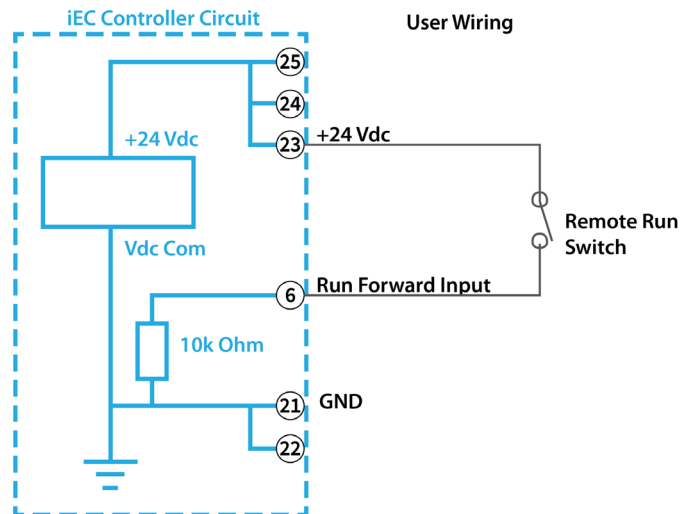 iEC Controller Circuit
User Wiring
25
24
+24 Vdc
23
+24 Vdc
Remote Run
Switch
Vdc Com
6
Run Forward Input
10k Ohm
21
GND
22